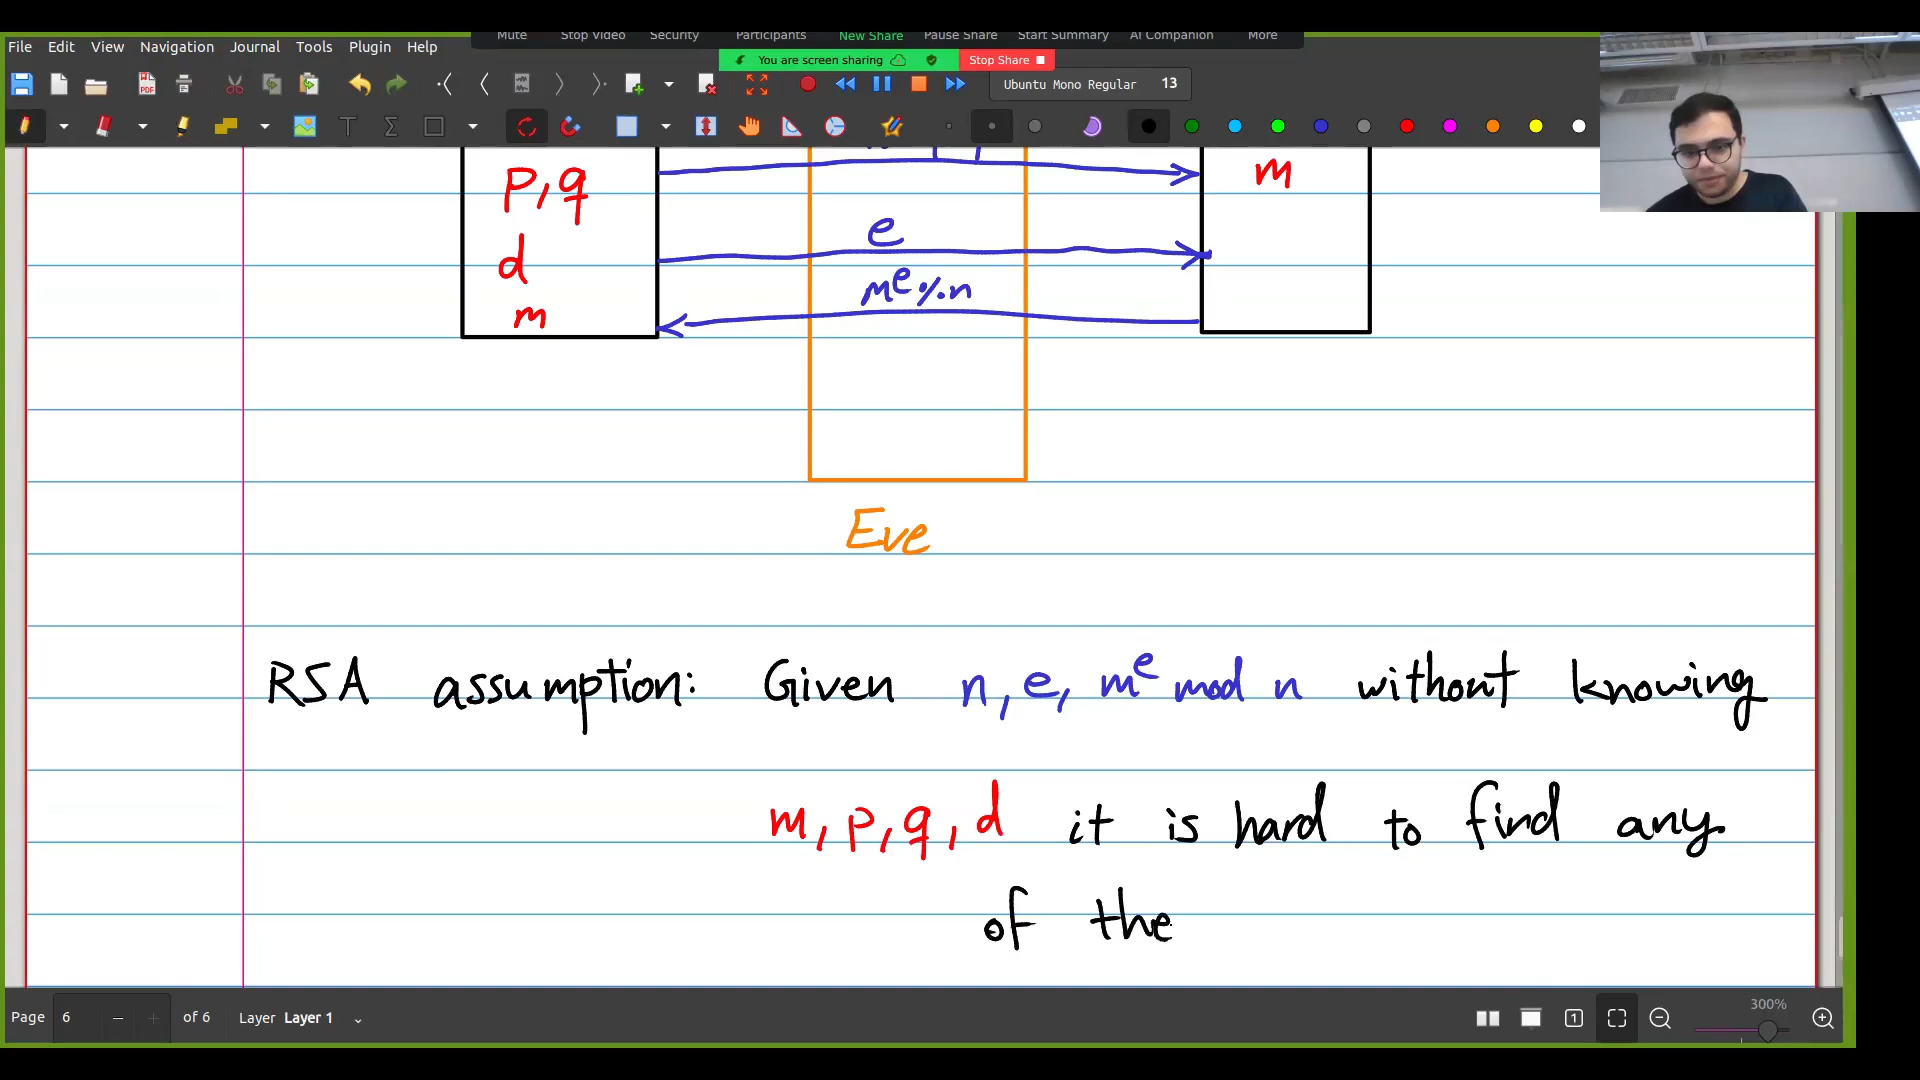 Mute Stop Video Security Participants New Share Pause Share Start Summary AI Companion More
File Edit View Navigation Journal Tools Plugin Help
You are screen sharing Stop Share
Ubuntu Mono Regular 13
p, q
m
e
d
mᵉ % n
m
Eve
RSA assumption: Given n, e, mᵉ mod n without knowing
m, p, q, d it is hard to find any
of the
Page 6 of 6 Layer Layer 1
300%